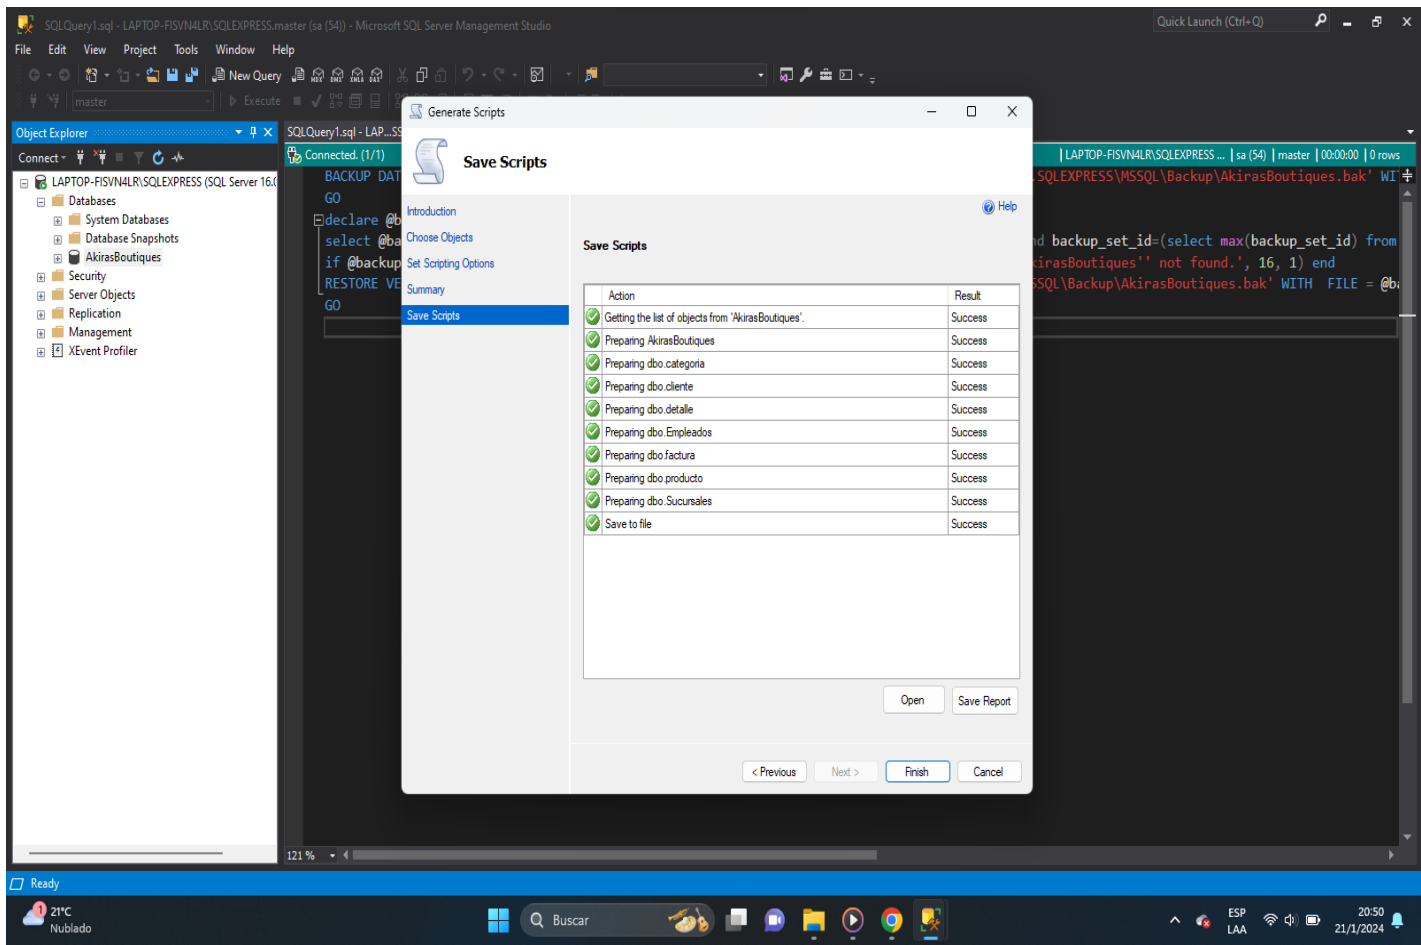 SQLQuery1.sql - LAPTOP-FISVN4LR\SQLEXPRESS.master (sa (54)) - Microsoft SQL Server Management Studio
Quick Launch (Ctrl+Q)
File Edit View Project Tools Window Help
New Query
master
Execute
Object Explorer
Connect
LAPTOP-FISVN4LR\SQLEXPRESS (SQL Server 16.0
Databases
System Databases
Database Snapshots
AkirasBoutiques
Security
Server Objects
Replication
Management
XEvent Profiler
SQLQuery1.sql - LAP...SS
Connected. (1/1)
LAPTOP-FISVN4LR\SQLEXPRESS ... sa (54) master 00:00:00 0 rows
BACKUP DAT
.SQLEXPRESS\MSSQL\Backup\AkirasBoutiques.bak' WI
GO
declare @b
select @ba
nd backup_set_id=(select max(backup_set_id) from
if @backup
kirasBoutiques'' not found.', 16, 1) end
RESTORE VE
SSQL\Backup\AkirasBoutiques.bak' WITH FILE = @ba
GO
121 %
Generate Scripts
Save Scripts
Introduction
Choose Objects
Set Scripting Options
Summary
Save Scripts
Help
Save Scripts
Action Result
Getting the list of objects from 'AkirasBoutiques'. Success
Preparing AkirasBoutiques Success
Preparing dbo.categoria Success
Preparing dbo.cliente Success
Preparing dbo.detalle Success
Preparing dbo.Empleados Success
Preparing dbo.factura Success
Preparing dbo.producto Success
Preparing dbo.Sucursales Success
Save to file Success
Open Save Report
< Previous Next > Finish Cancel
Ready
1
21°C
Nublado
Buscar
ESP
LAA
20:50
21/1/2024